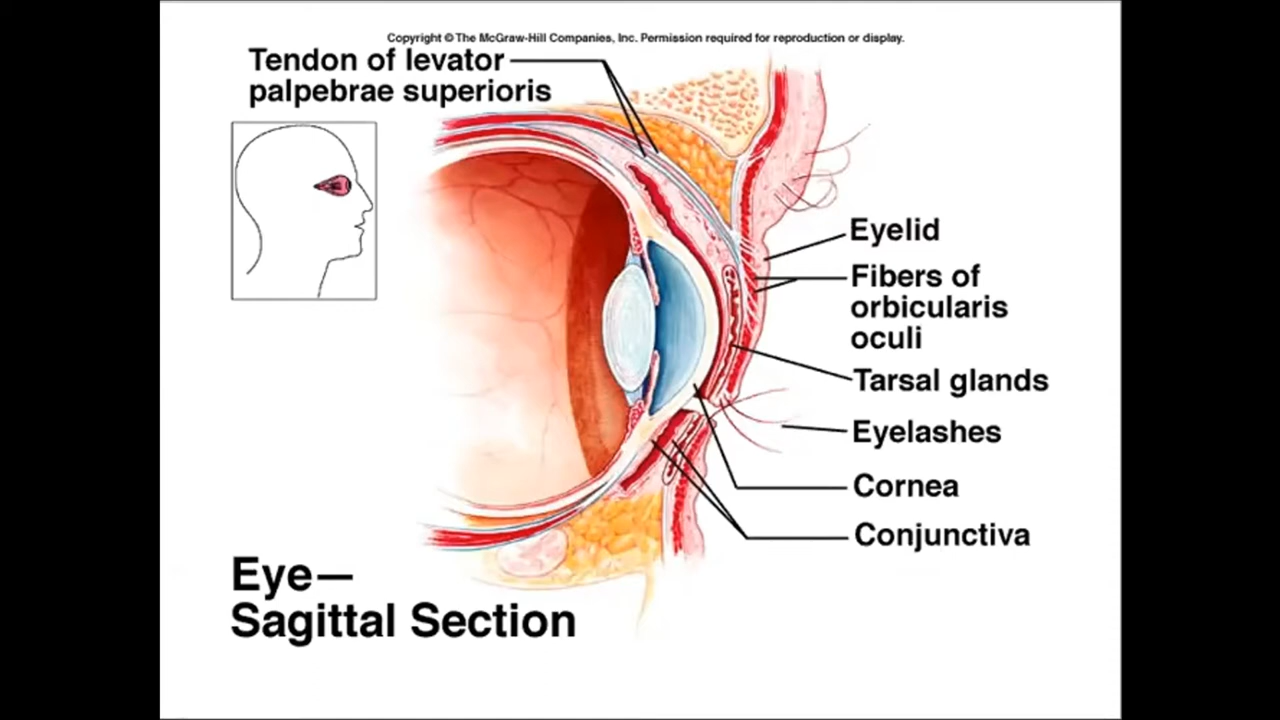 Copyright © The McGraw-Hill Companies, Inc. Permission required for reproduction or display.
Tendon of levator
palpebrae superioris
Eyelid
Fibers of
orbicularis
oculi
Tarsal glands
Eyelashes
Cornea
Conjunctiva
Eye—
Sagittal Section